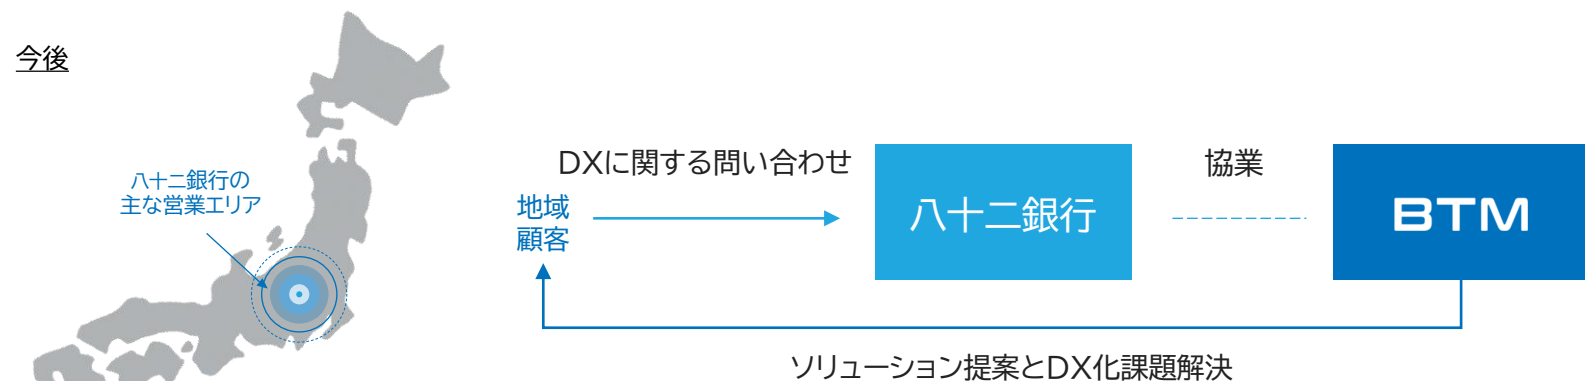 今後
八十二銀行の
主な営業エリア
DXに関する問い合わせ
地域
顧客
八十二銀行
協業
BTM
ソリューション提案とDX化課題解決